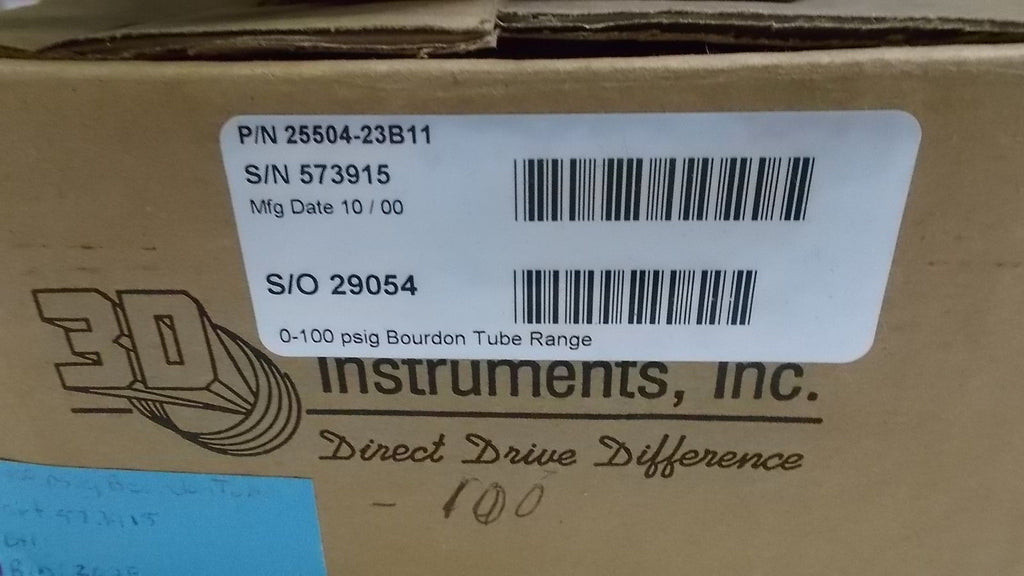 P/N 25504-23B11
S/N 573915
Mfg Date 10 / 00
S/O 29054
0-100 psig Bourdon Tube Range
3D
Instruments, Inc.
Direct Drive Difference
- 100
573915